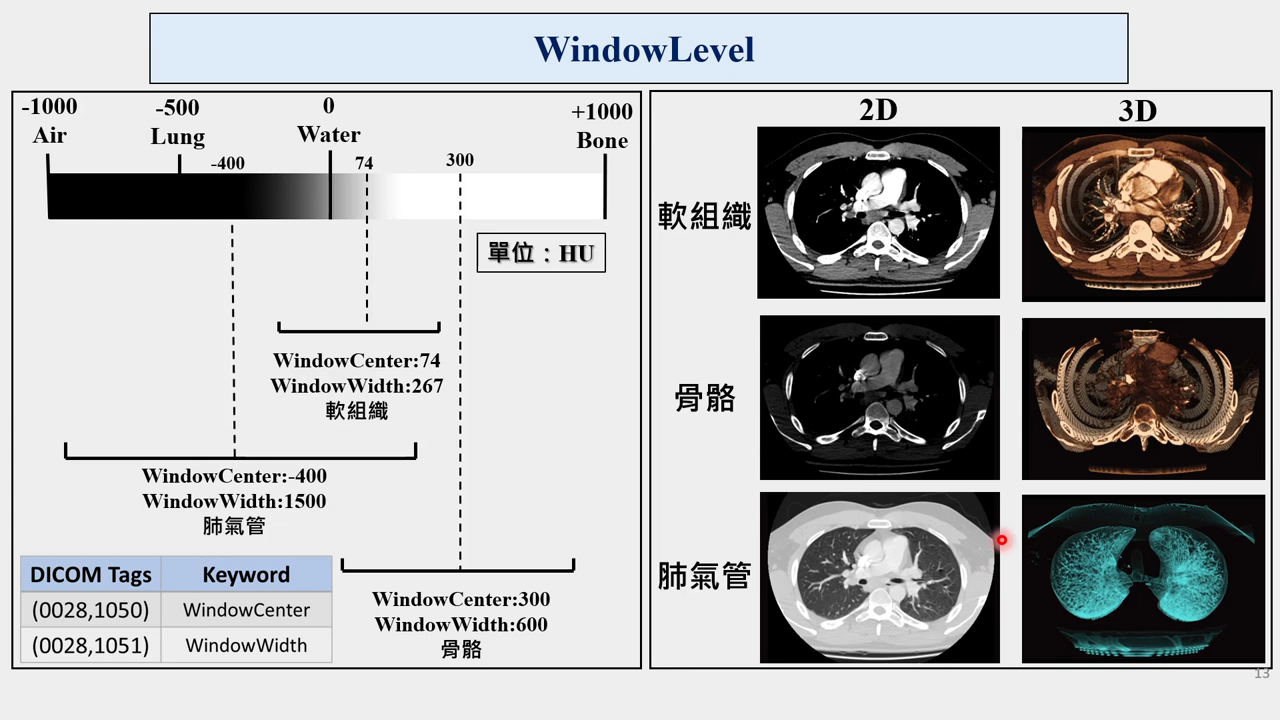 WindowLevel
-1000
Air
-500
Lung
0
Water
+1000
Bone
-400
74
300
單位：HU
WindowCenter:74
WindowWidth:267
軟組織
WindowCenter:-400
WindowWidth:1500
肺氣管
WindowCenter:300
WindowWidth:600
骨骼
DICOM Tags Keyword
(0028,1050) WindowCenter
(0028,1051) WindowWidth
2D 3D
軟組織
骨骼
肺氣管
13